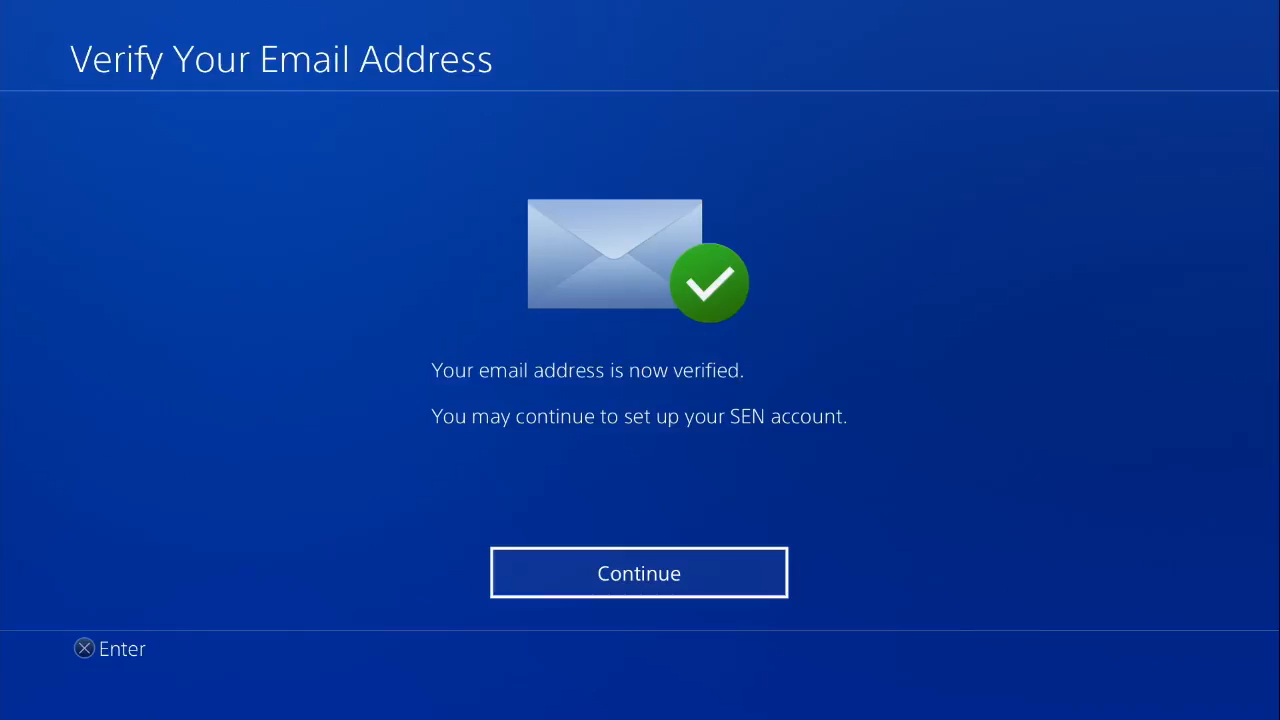 Verify Your Email Address
Your email address is now verified.
You may continue to set up your SEN account.
Continue
Enter